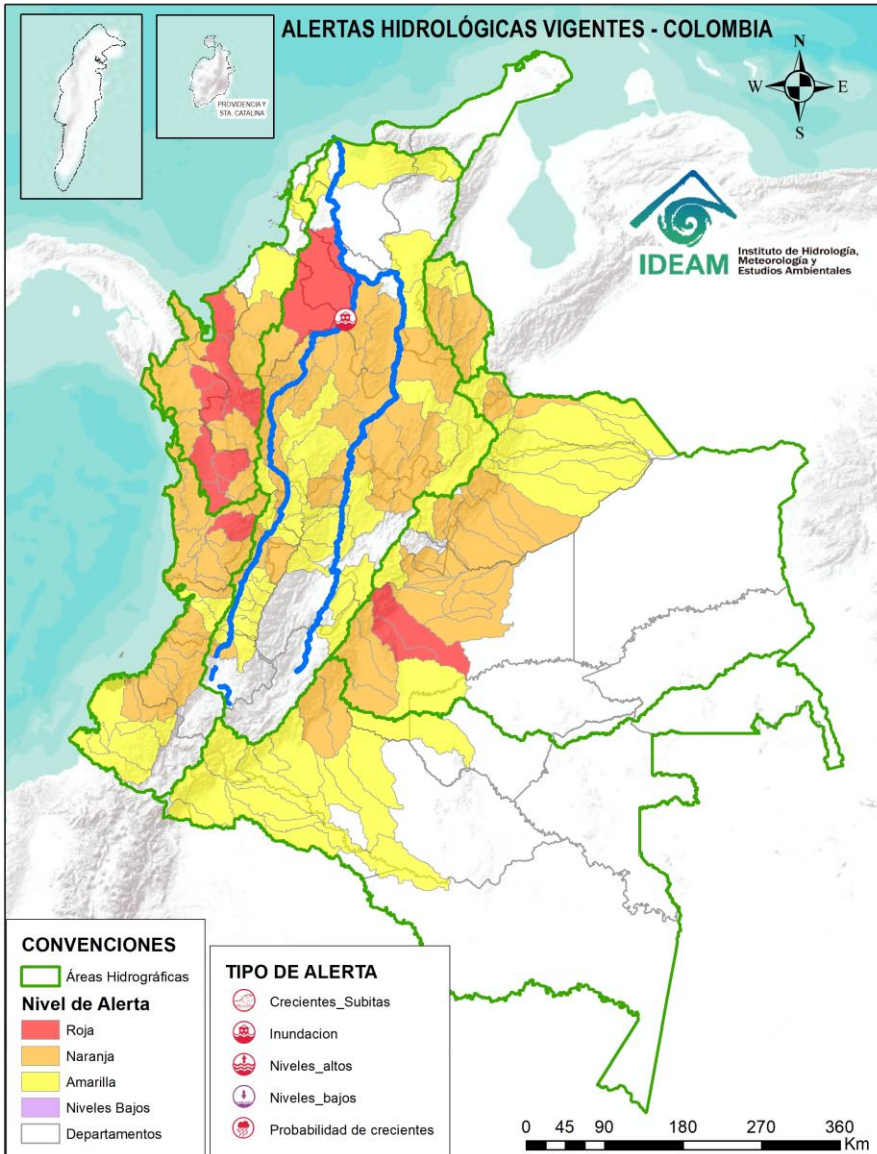 ALERTAS HIDROLÓGICAS VIGENTES - COLOMBIA
N
W
E
S
PROVIDENCIA Y
STA. CATALINA
IDEAM
Instituto de Hidrología,
Meteorología y
Estudios Ambientales
CONVENCIONES
Áreas Hidrográficas
Nivel de Alerta
Roja
Naranja
Amarilla
Niveles Bajos
Departamentos
TIPO DE ALERTA
Crecientes_Subitas
Inundacion
Niveles_altos
Niveles_bajos
Probabilidad de crecientes
0 45 90 180 270 360
Km